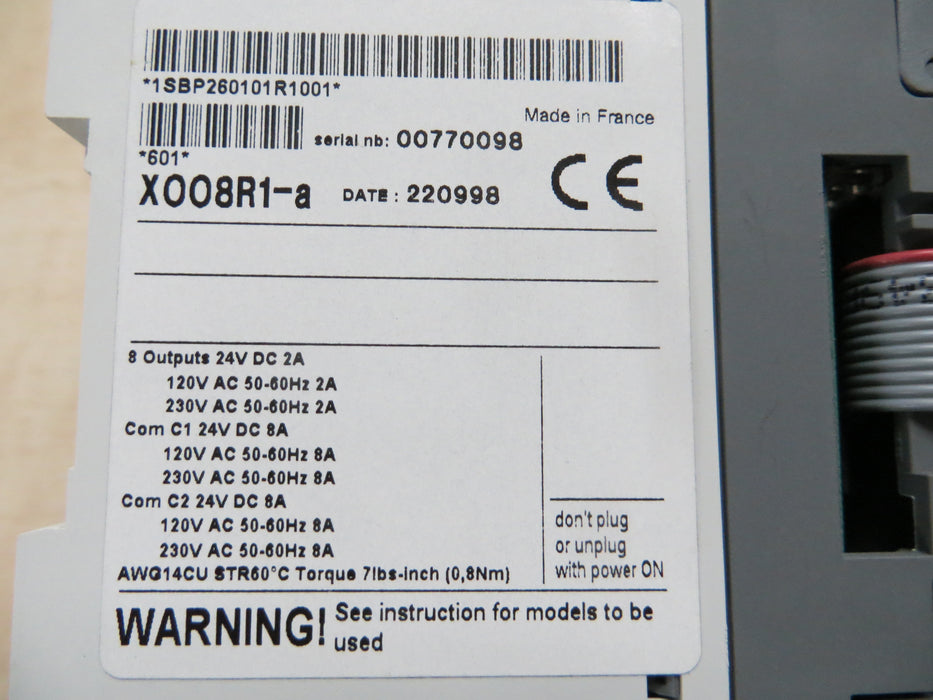 *1SBP260101R1001*
Made in France
serial nb: 00770098
*601*
XO08R1-a DATE : 220998 CE
8 Outputs 24V DC 2A
120V AC 50-60Hz 2A
230V AC 50-60Hz 2A
Com C1 24V DC 8A
120V AC 50-60Hz 8A
230V AC 50-60Hz 8A
Com C2 24V DC 8A
120V AC 50-60Hz 8A
230V AC 50-60Hz 8A
AWG14CU STR60°C Torque 7lbs-inch (0,8Nm)
don't plug
or unplug
with power ON
WARNING! See instruction for models to be
used